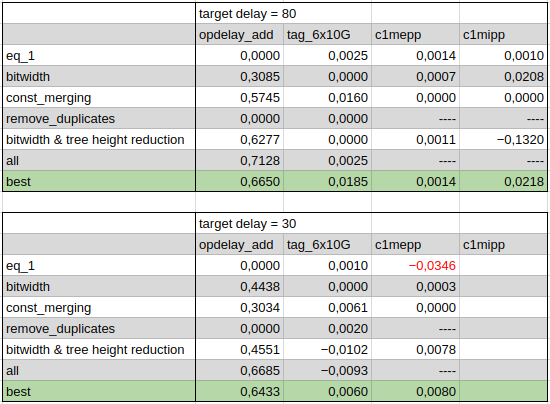 target delay = 80
opdelay_add tag_6x10G c1mepp c1mipp
eq_1 0,0000 0,0025 0,0014 0,0010
bitwidth 0,3085 0,0000 0,0007 0,0208
const_merging 0,5745 0,0160 0,0000 0,0000
remove_duplicates 0,0000 0,0000 ---- ----
bitwidth & tree height reduction 0,6277 0,0000 0,0011 −0,1320
all 0,7128 0,0025 ---- ----
best 0,6650 0,0185 0,0014 0,0218
target delay = 30
opdelay_add tag_6x10G c1mepp c1mipp
eq_1 0,0000 0,0010 −0,0346
bitwidth 0,4438 0,0000 0,0003
const_merging 0,3034 0,0061 0,0000
remove_duplicates 0,0000 0,0020 ----
bitwidth & tree height reduction 0,4551 −0,0102 0,0078
all 0,6685 −0,0093 ----
best 0,6433 0,0060 0,0080